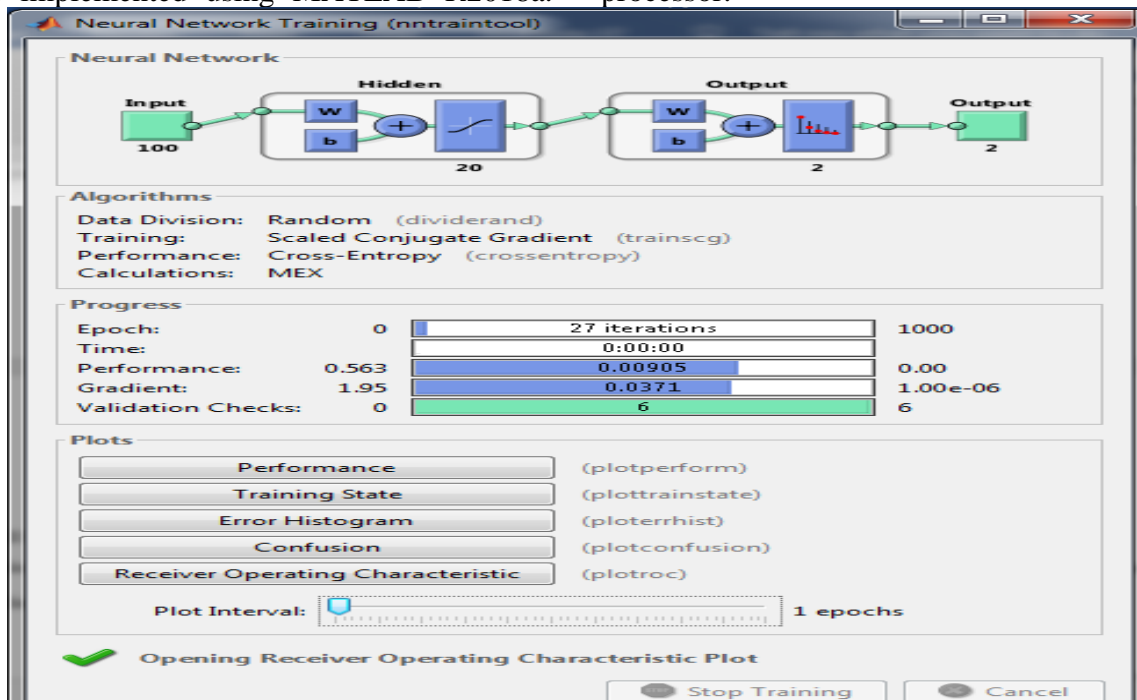 Neural Network Training (nntraintool)
Neural Network
Hidden
Output
Input
Output
W
W
+
+
b
b
100
20
2
2
Algorithms
Data Division: Random (dividerand)
Training: Scaled Conjugate Gradient (trainscg)
Performance: Cross-Entropy (crossentropy)
Calculations: MEX
Progress
Epoch: 0 27 iterations 1000
Time: 0:00:00
Performance: 0.563 0.00905 0.00
Gradient: 1.95 0.0371 1.00e-06
Validation Checks: 0 6 6
Plots
Performance (plotperform)
Training State (plottrainstate)
Error Histogram (ploterrhist)
Confusion (plotconfusion)
Receiver Operating Characteristic (plotroc)
Plot Interval: 1 epochs
Opening Receiver Operating Characteristic Plot
Stop Training Cancel